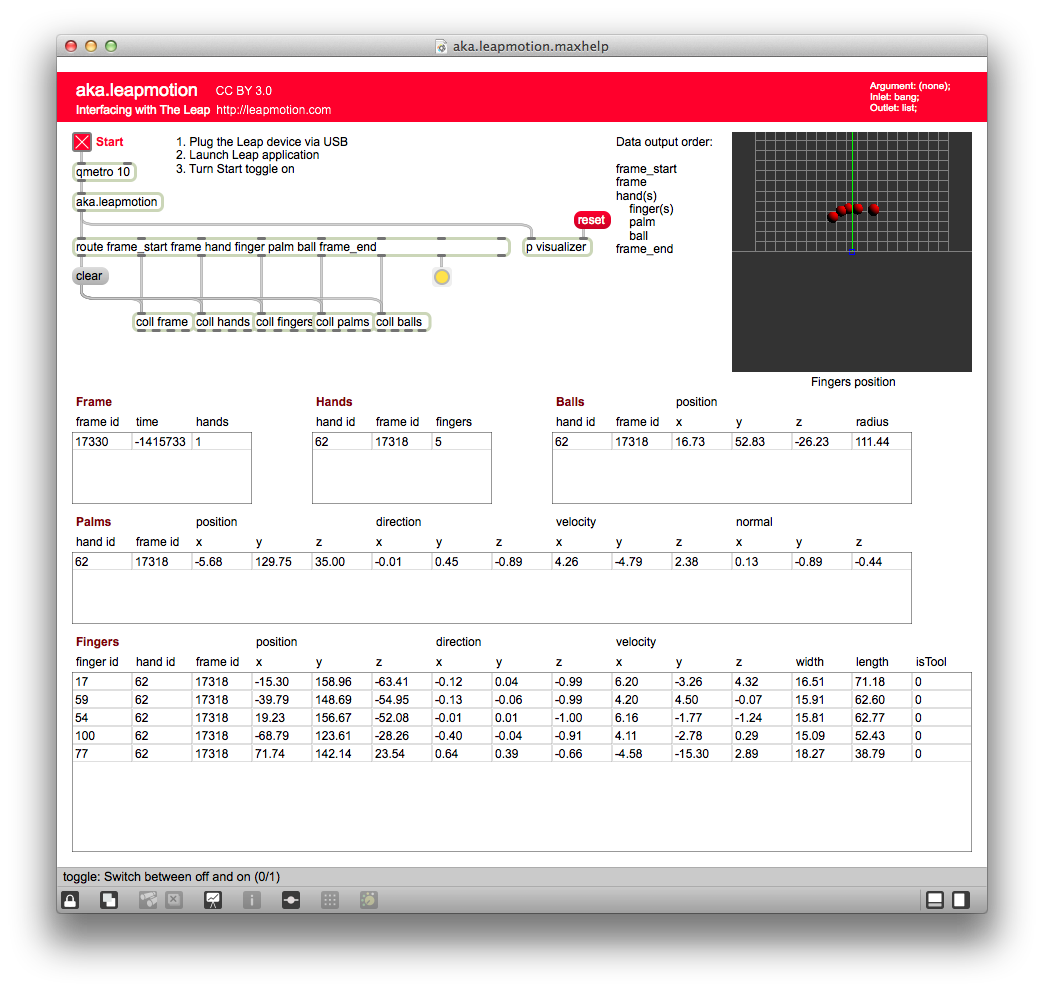 aka.leapmotion.maxhelp
aka.leapmotion CC BY 3.0
Interfacing with The Leap http://leapmotion.com
Argument: (none);
Inlet: bang;
Outlet: list;
Start
1. Plug the Leap device via USB
2. Launch Leap application
3. Turn Start toggle on
qmetro 10
aka.leapmotion
reset
route frame_start frame hand finger palm ball frame_end
p visualizer
clear
coll frame coll hands coll fingers coll palms coll balls
Data output order:
frame_start
frame
hand(s)
finger(s)
palm
ball
frame_end
Fingers position
Frame
frame id time hands
17330 -1415733 1
Hands
hand id frame id fingers
62 17318 5
Balls position
hand id frame id x y z radius
62 17318 16.73 52.83 -26.23 111.44
Palms position direction velocity normal
hand id frame id x y z x y z x y z x y z
62 17318 -5.68 129.75 35.00 -0.01 0.45 -0.89 4.26 -4.79 2.38 0.13 -0.89 -0.44
Fingers position direction velocity
finger id hand id frame id x y z x y z x y z width length isTool
17 62 17318 -15.30 158.96 -63.41 -0.12 0.04 -0.99 6.20 -3.26 4.32 16.51 71.18 0
59 62 17318 -39.79 148.69 -54.95 -0.13 -0.06 -0.99 4.20 4.50 -0.07 15.91 62.60 0
54 62 17318 19.23 156.67 -52.08 -0.01 0.01 -1.00 6.16 -1.77 -1.24 15.81 62.77 0
100 62 17318 -68.79 123.61 -28.26 -0.40 -0.04 -0.91 4.11 -2.78 0.29 15.09 52.43 0
77 62 17318 71.74 142.14 23.54 0.64 0.39 -0.66 -4.58 -15.30 2.89 18.27 38.79 0
toggle: Switch between off and on (0/1)